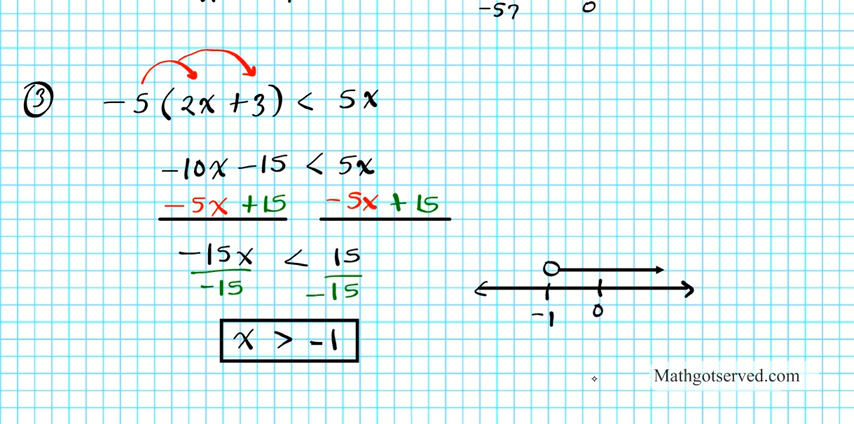 -57 0
③ -5(2x+3) < 5x
-10x -15 < 5x
-5x +15 -5x +15
-15x < 15
-15 -15
x > -1
-1 0
Mathgotserved.com